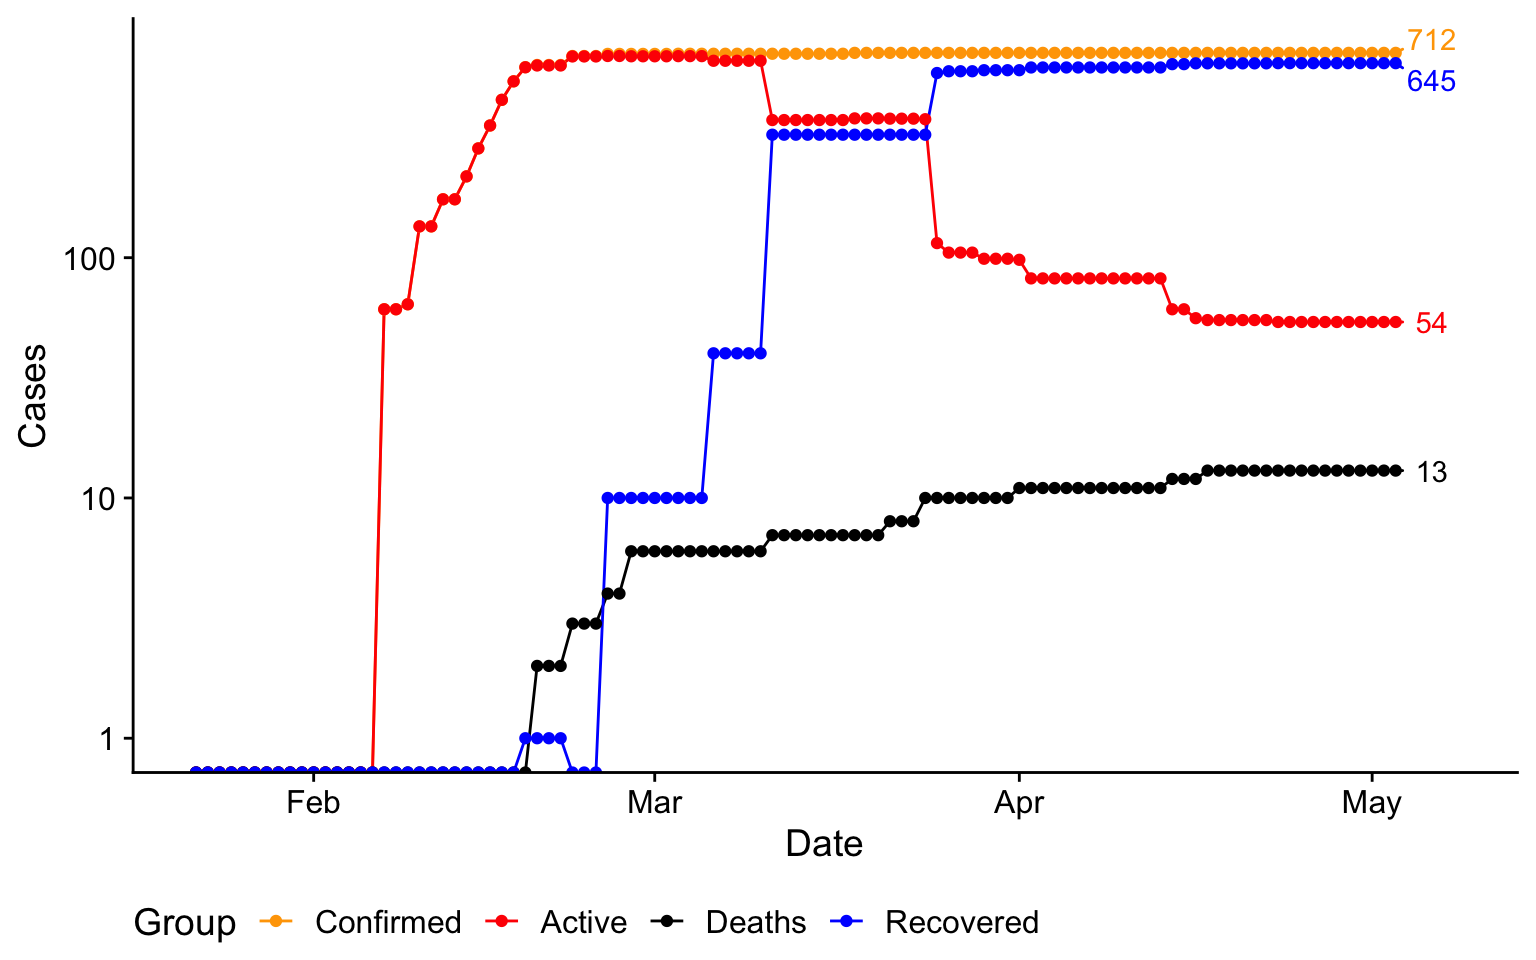 712
645
100
54
13
10
1
Cases
Feb Mar Apr May
Date
Group Confirmed Active Deaths Recovered